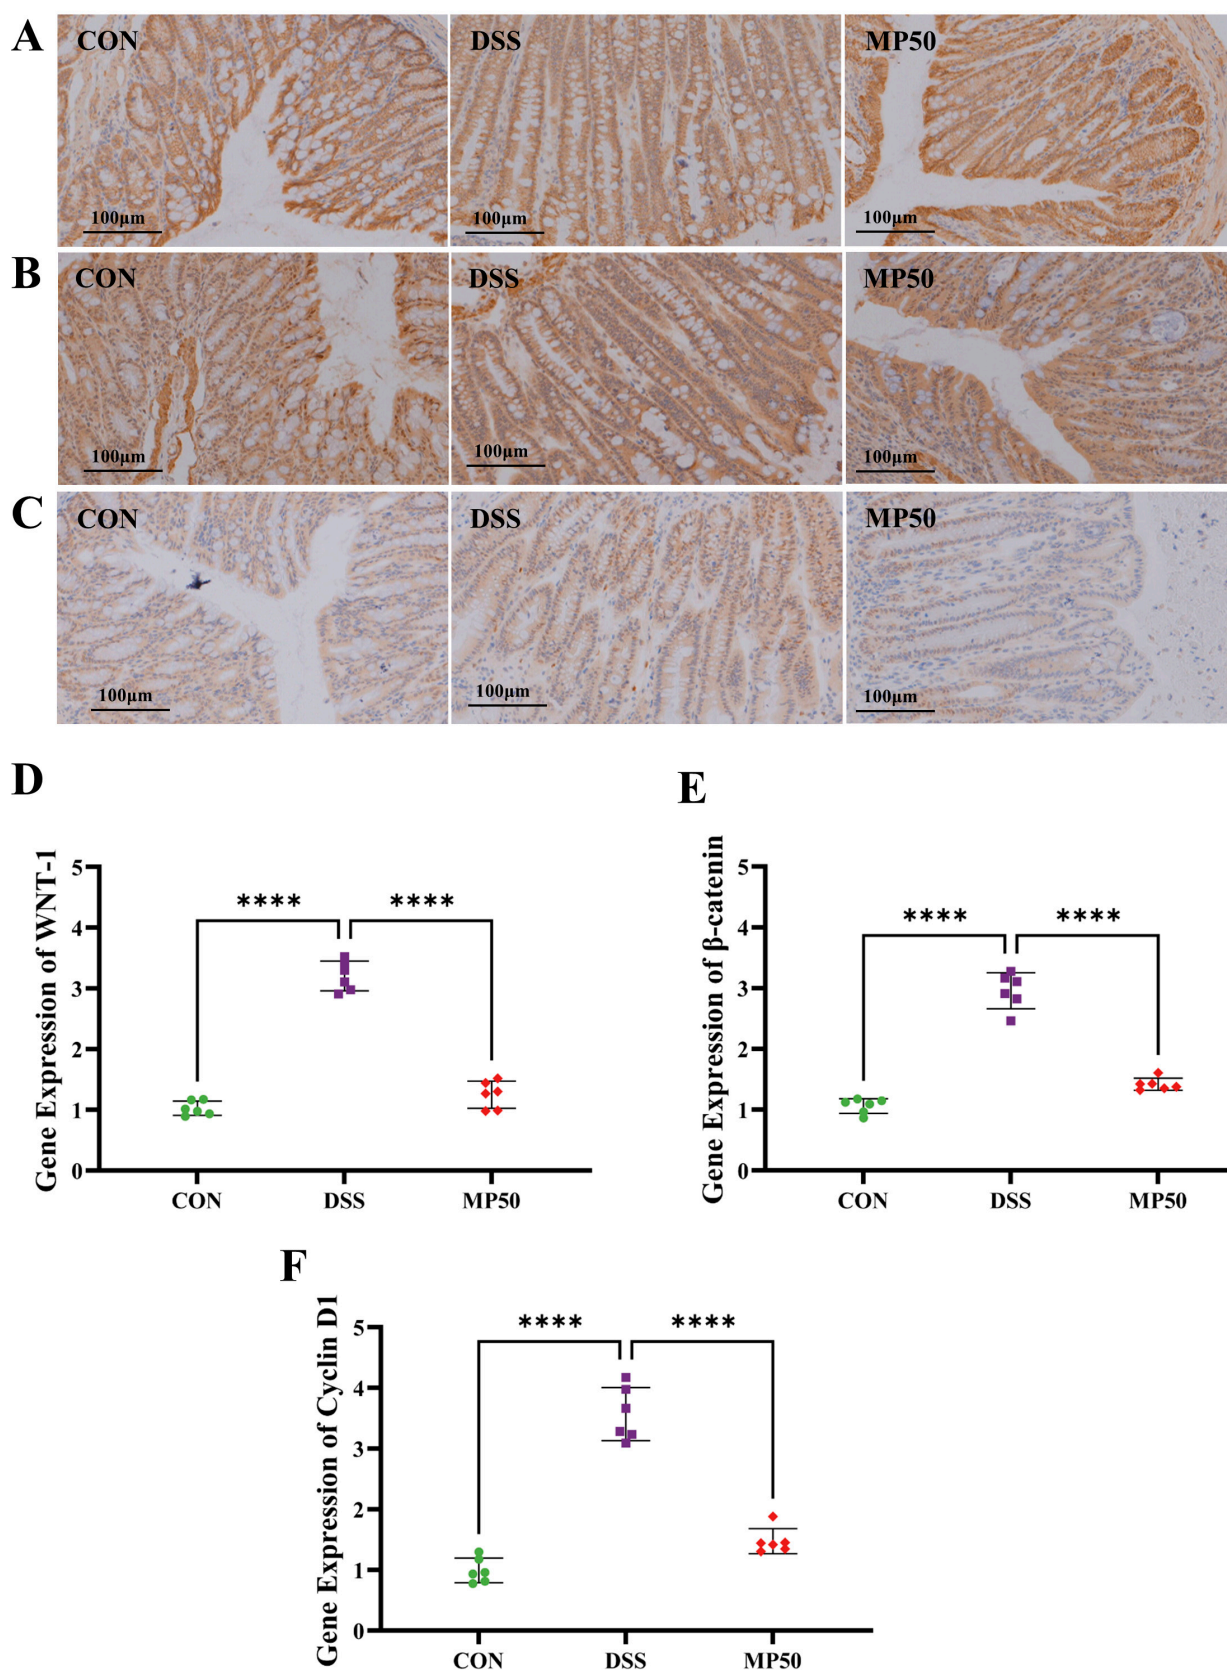 A
CON
DSS
MP50
100μm
100μm
100μm
B
CON
DSS
MP50
100μm
100μm
100μm
C
CON
DSS
MP50
100μm
100μm
100μm
D
Gene Expression of WNT-1
5
4
3
2
1
0
****
****
CON
DSS
MP50
E
Gene Expression of β-catenin
5
4
3
2
1
0
****
****
CON
DSS
MP50
F
Gene Expression of Cyclin D1
5
4
3
2
1
0
****
****
CON
DSS
MP50